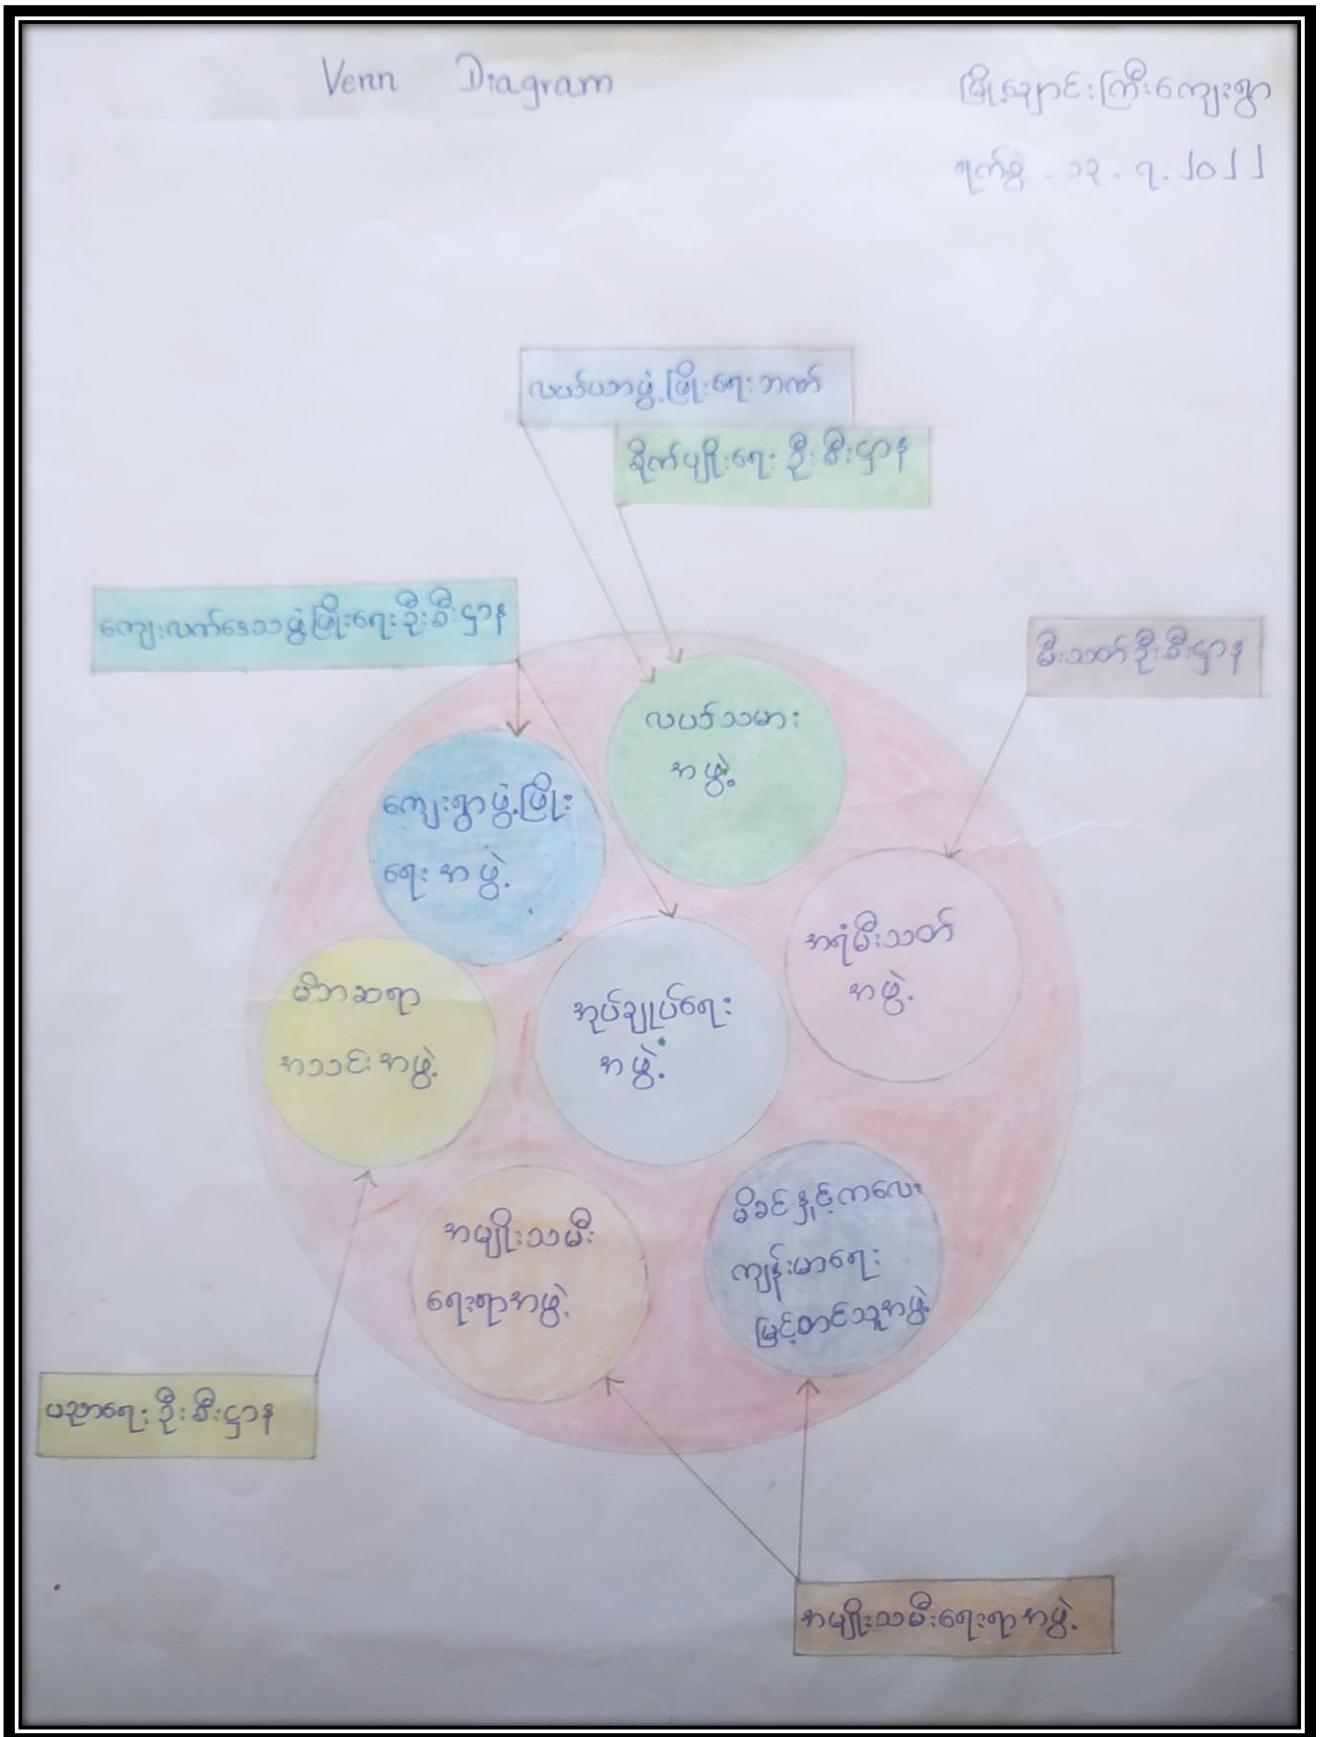 Venn Diagram
မြို့ချောင်းကြီးကျေးရွာ
ရက်စွဲ . ၁၃ . ၇ . ၂၀၂၂
လယ်ယာဖွံ့ဖြိုးရေးဘဏ်
စိုက်ပျိုးရေး ဦးစီးဌာန
ကျေးလက်ဒေသဖွံ့ဖြိုးရေးဦးစီးဌာန
မီးသတ်ဦးစီးဌာန
လယ်သမား
အဖွဲ့
ကျေးရွာဖွံ့ဖြိုး
ရေးအဖွဲ့
အရံမီးသတ်
အဖွဲ့
မိဘဆရာ
အသင်းအဖွဲ့
အုပ်ချုပ်ရေး
အဖွဲ့
အမျိုးသမီး
ရေးရာအဖွဲ့
မိခင်နှင့်ကလေး
ကျန်းမာရေး
မြှင့်တင်သူအဖွဲ့
ပညာရေးဦးစီးဌာန
အမျိုးသမီးရေးရာအဖွဲ့